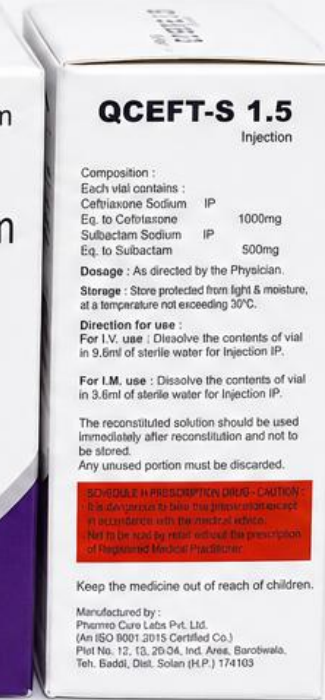 n
n
QCEFT-S 1.5
Injection
Composition :
Each vial contains :
Ceftriaxone Sodium IP
Eq. to Cefotaxone 1000mg
Sulbactam Sodium IP
Eq. to Sulbactam 500mg
Dosage : As directed by the Physician.
Storage : Store protected from light & moisture,
at a temperature not exceeding 30°C.
Direction for use :
For I.V. use : Dissolve the contents of vial
in 9.6ml of sterile water for Injection IP.
For I.M. use : Dissolve the contents of vial
in 3.6ml of sterile water for Injection IP.
The reconstituted solution should be used
immediately after reconstitution and not to
be stored.
Any unused portion must be discarded.
SCHEDULE H PRESCRIPTION DRUG - CAUTION :
It is dangerous to take this preparation except
in accordance with the medical advice.
Not to be sold by retail without the prescription
of Registered Medical Practitioner.
Keep the medicine out of reach of children.
Manufactured by :
Cure Labs Pvt. Ltd.
(An ISO 9001:2015 Certified Co.)
Plot No. 12, 13, Ind. Area, Barotiwala,
Teh. Baddi, Dist. Solan (H.P.) 174103